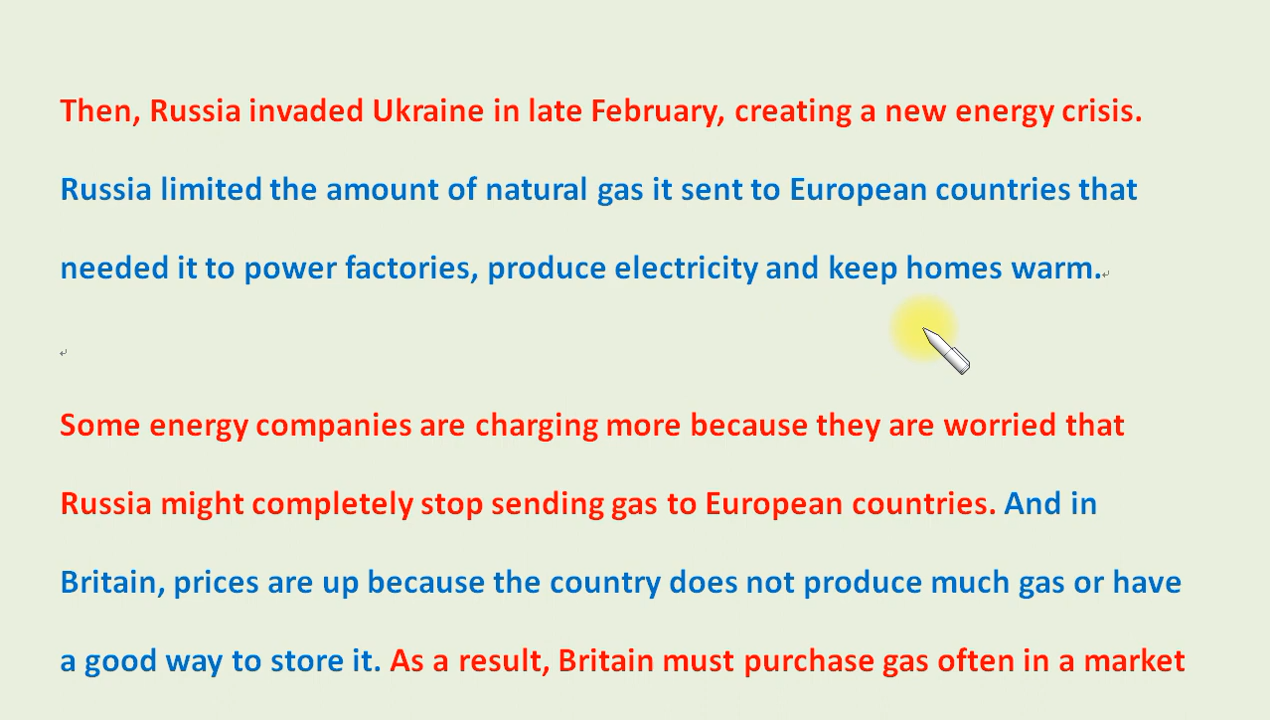 Then, Russia invaded Ukraine in late February, creating a new energy crisis.
Russia limited the amount of natural gas it sent to European countries that
needed it to power factories, produce electricity and keep homes warm.
Some energy companies are charging more because they are worried that
Russia might completely stop sending gas to European countries. And in
Britain, prices are up because the country does not produce much gas or have
a good way to store it. As a result, Britain must purchase gas often in a market